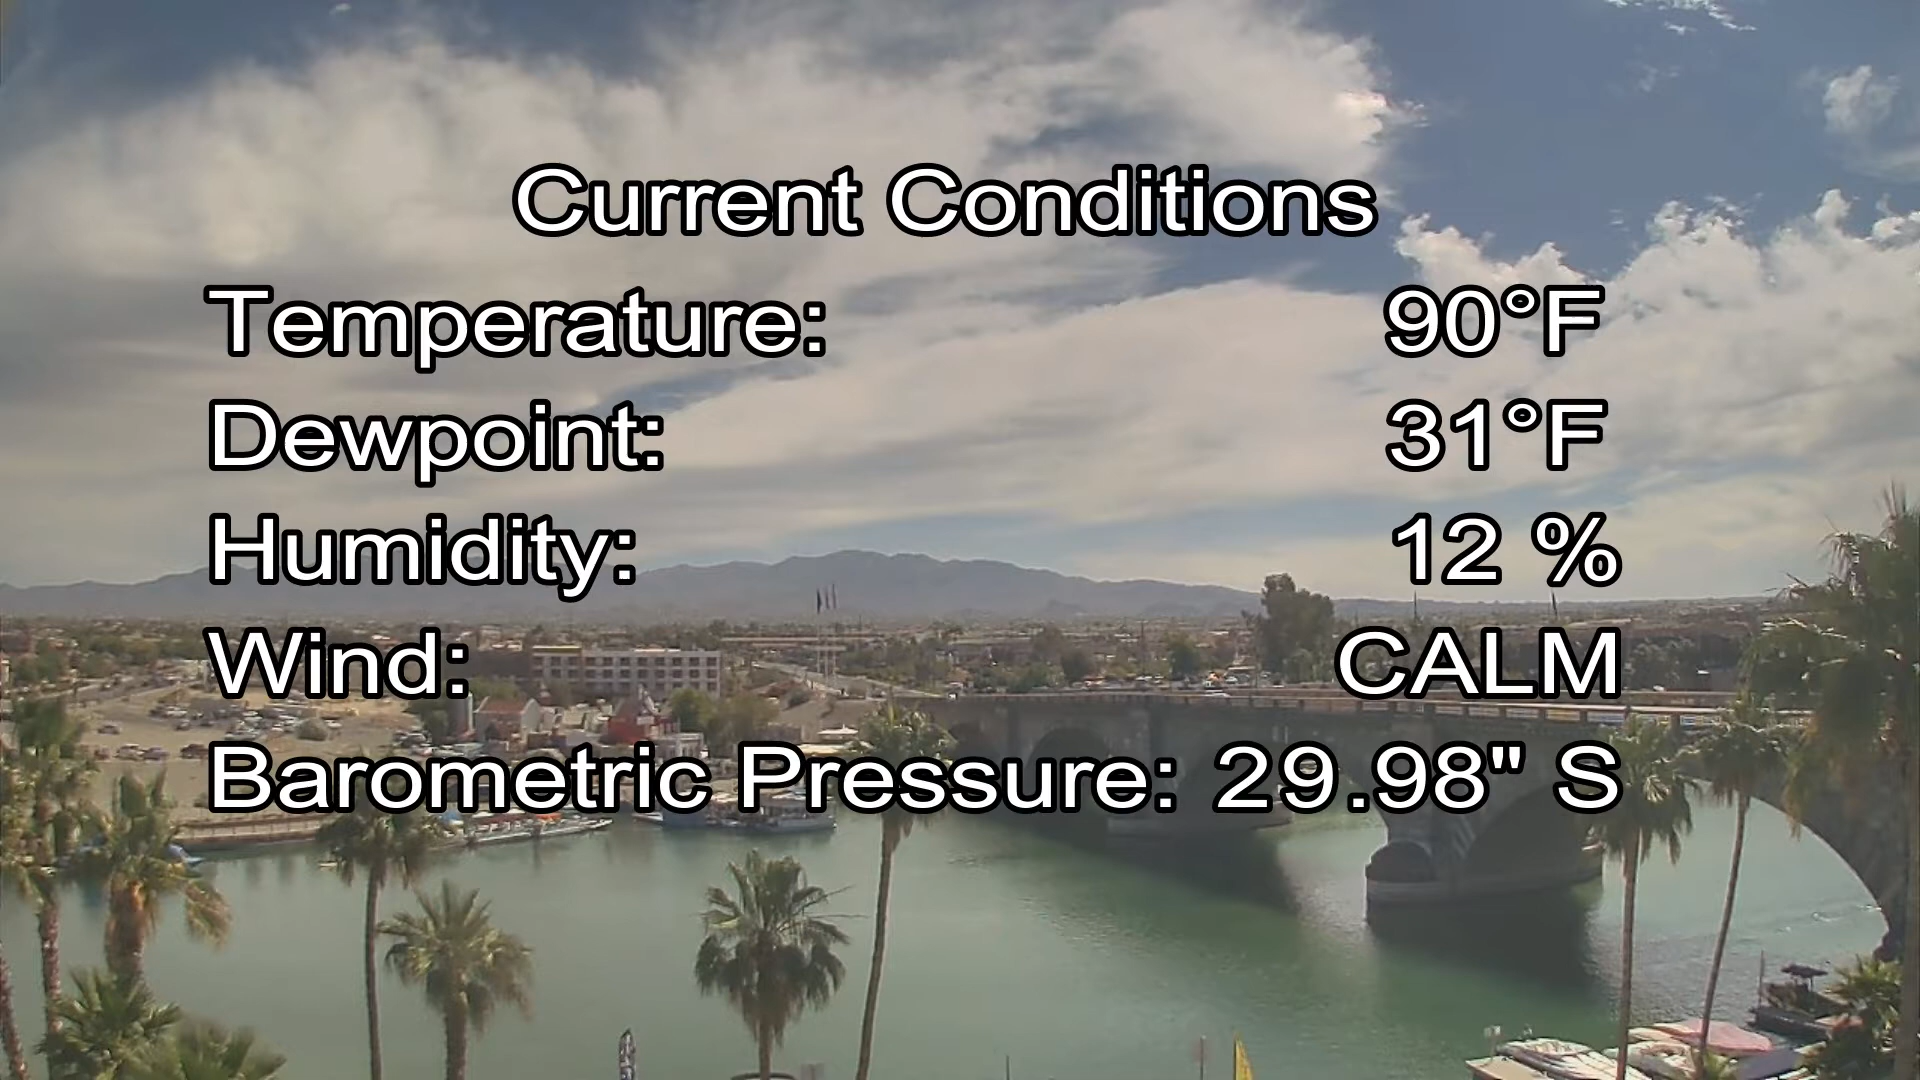 Current Conditions
Temperature: 90°F
Dewpoint: 31°F
Humidity: 12 %
Wind: CALM
Barometric Pressure: 29.98" S